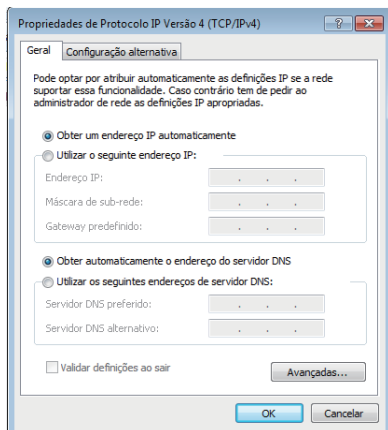 Propriedades de Protocolo IP Versão 4 (TCP/IPv4)
Geral
Configuração alternativa
Pode optar por atribuir automaticamente as definições IP se a rede
suportar essa funcionalidade. Caso contrário tem de pedir ao
administrador de rede as definições IP apropriadas.
Obter um endereço IP automaticamente
Utilizar o seguinte endereço IP:
Endereço IP:
Máscara de sub-rede:
Gateway predefinido:
Obter automaticamente o endereço do servidor DNS
Utilizar os seguintes endereços de servidor DNS:
Servidor DNS preferido:
Servidor DNS alternativo:
Validar definições ao sair
Avançadas...
OK
Cancelar